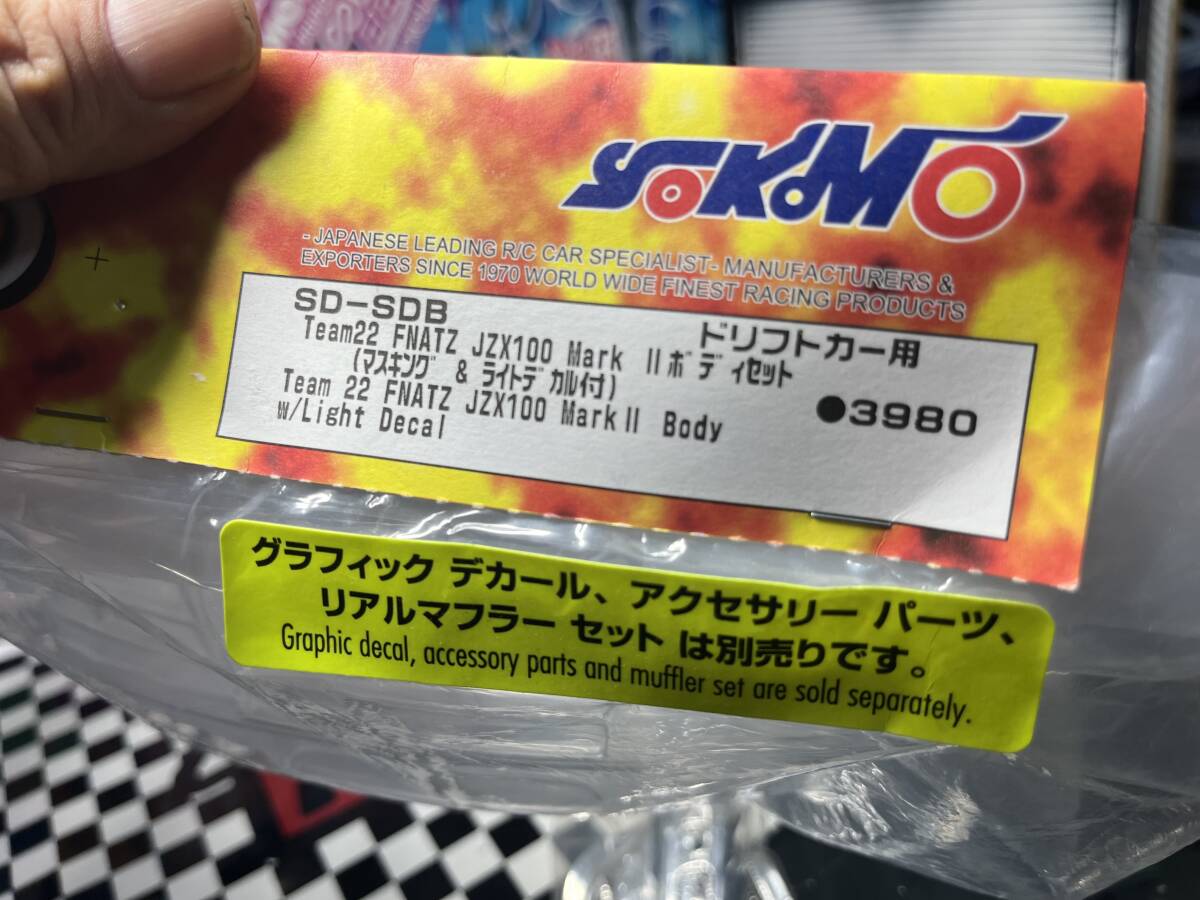 YOKOMO
- JAPANESE LEADING R/C CAR SPECIALIST- MANUFACTURERS &
EXPORTERS SINCE 1970 WORLD WIDE FINEST RACING PRODUCTS
SD-SDB
ドリフトカー用
Team22 FNATZ JZX100 Mark IIボディセット
(マスキング & ライトデカル付)
Team 22 FNATZ JZX100 MarkII Body
w/Light Decal
●3980
グラフィック デカール、アクセサリー パーツ、
リアルマフラー セット は別売りです。
Graphic decal, accessory parts and muffler set are sold separately.